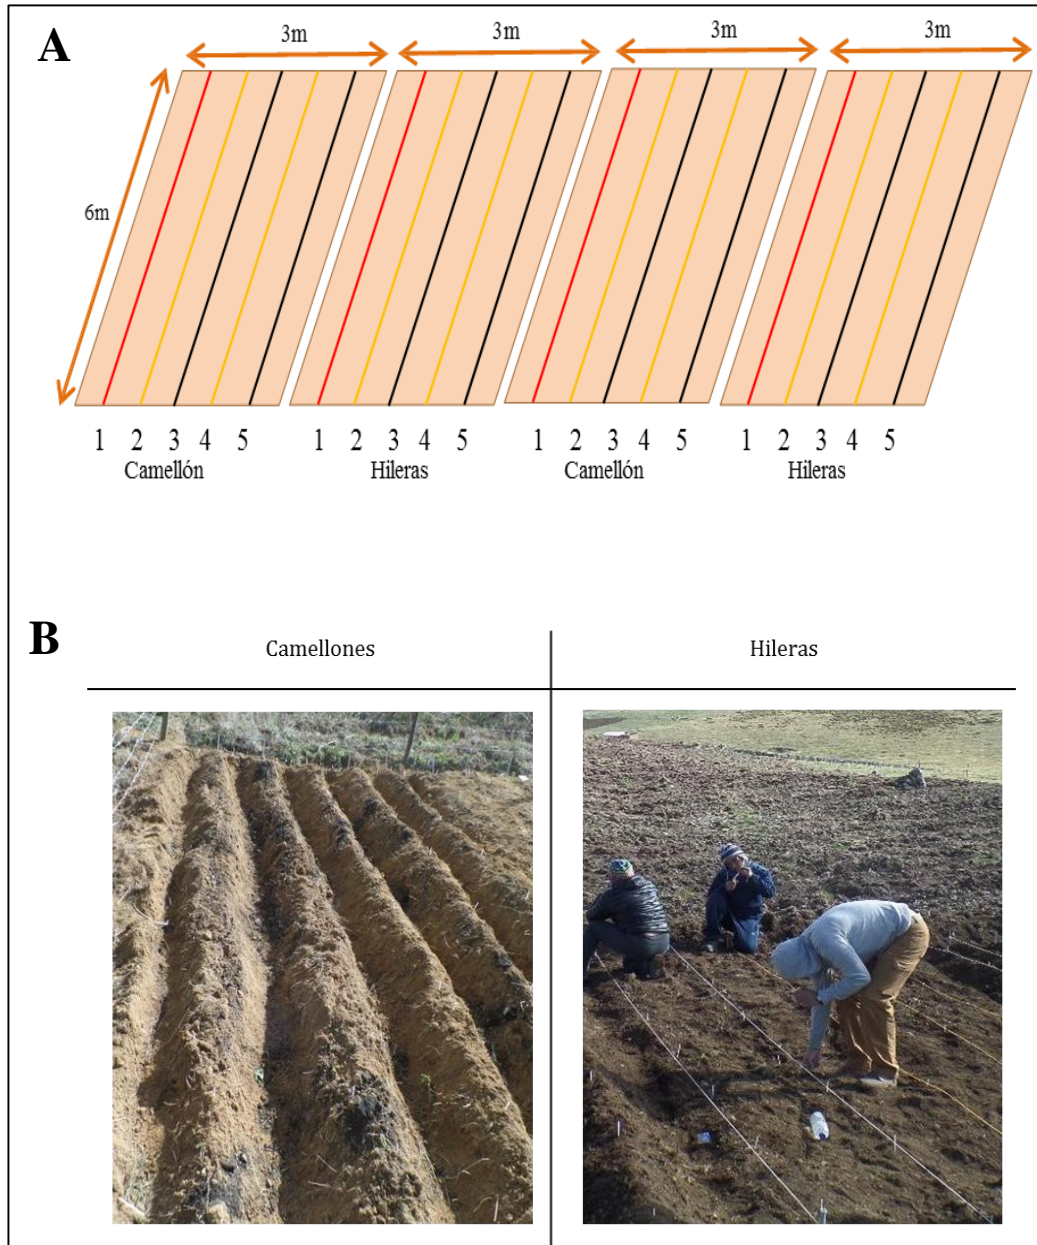 A
3m 3m 3m 3m
6m
1 2 3 4 5 1 2 3 4 5 1 2 3 4 5 1 2 3 4 5
Camellón Hileras Camellón Hileras
B
Camellones Hileras